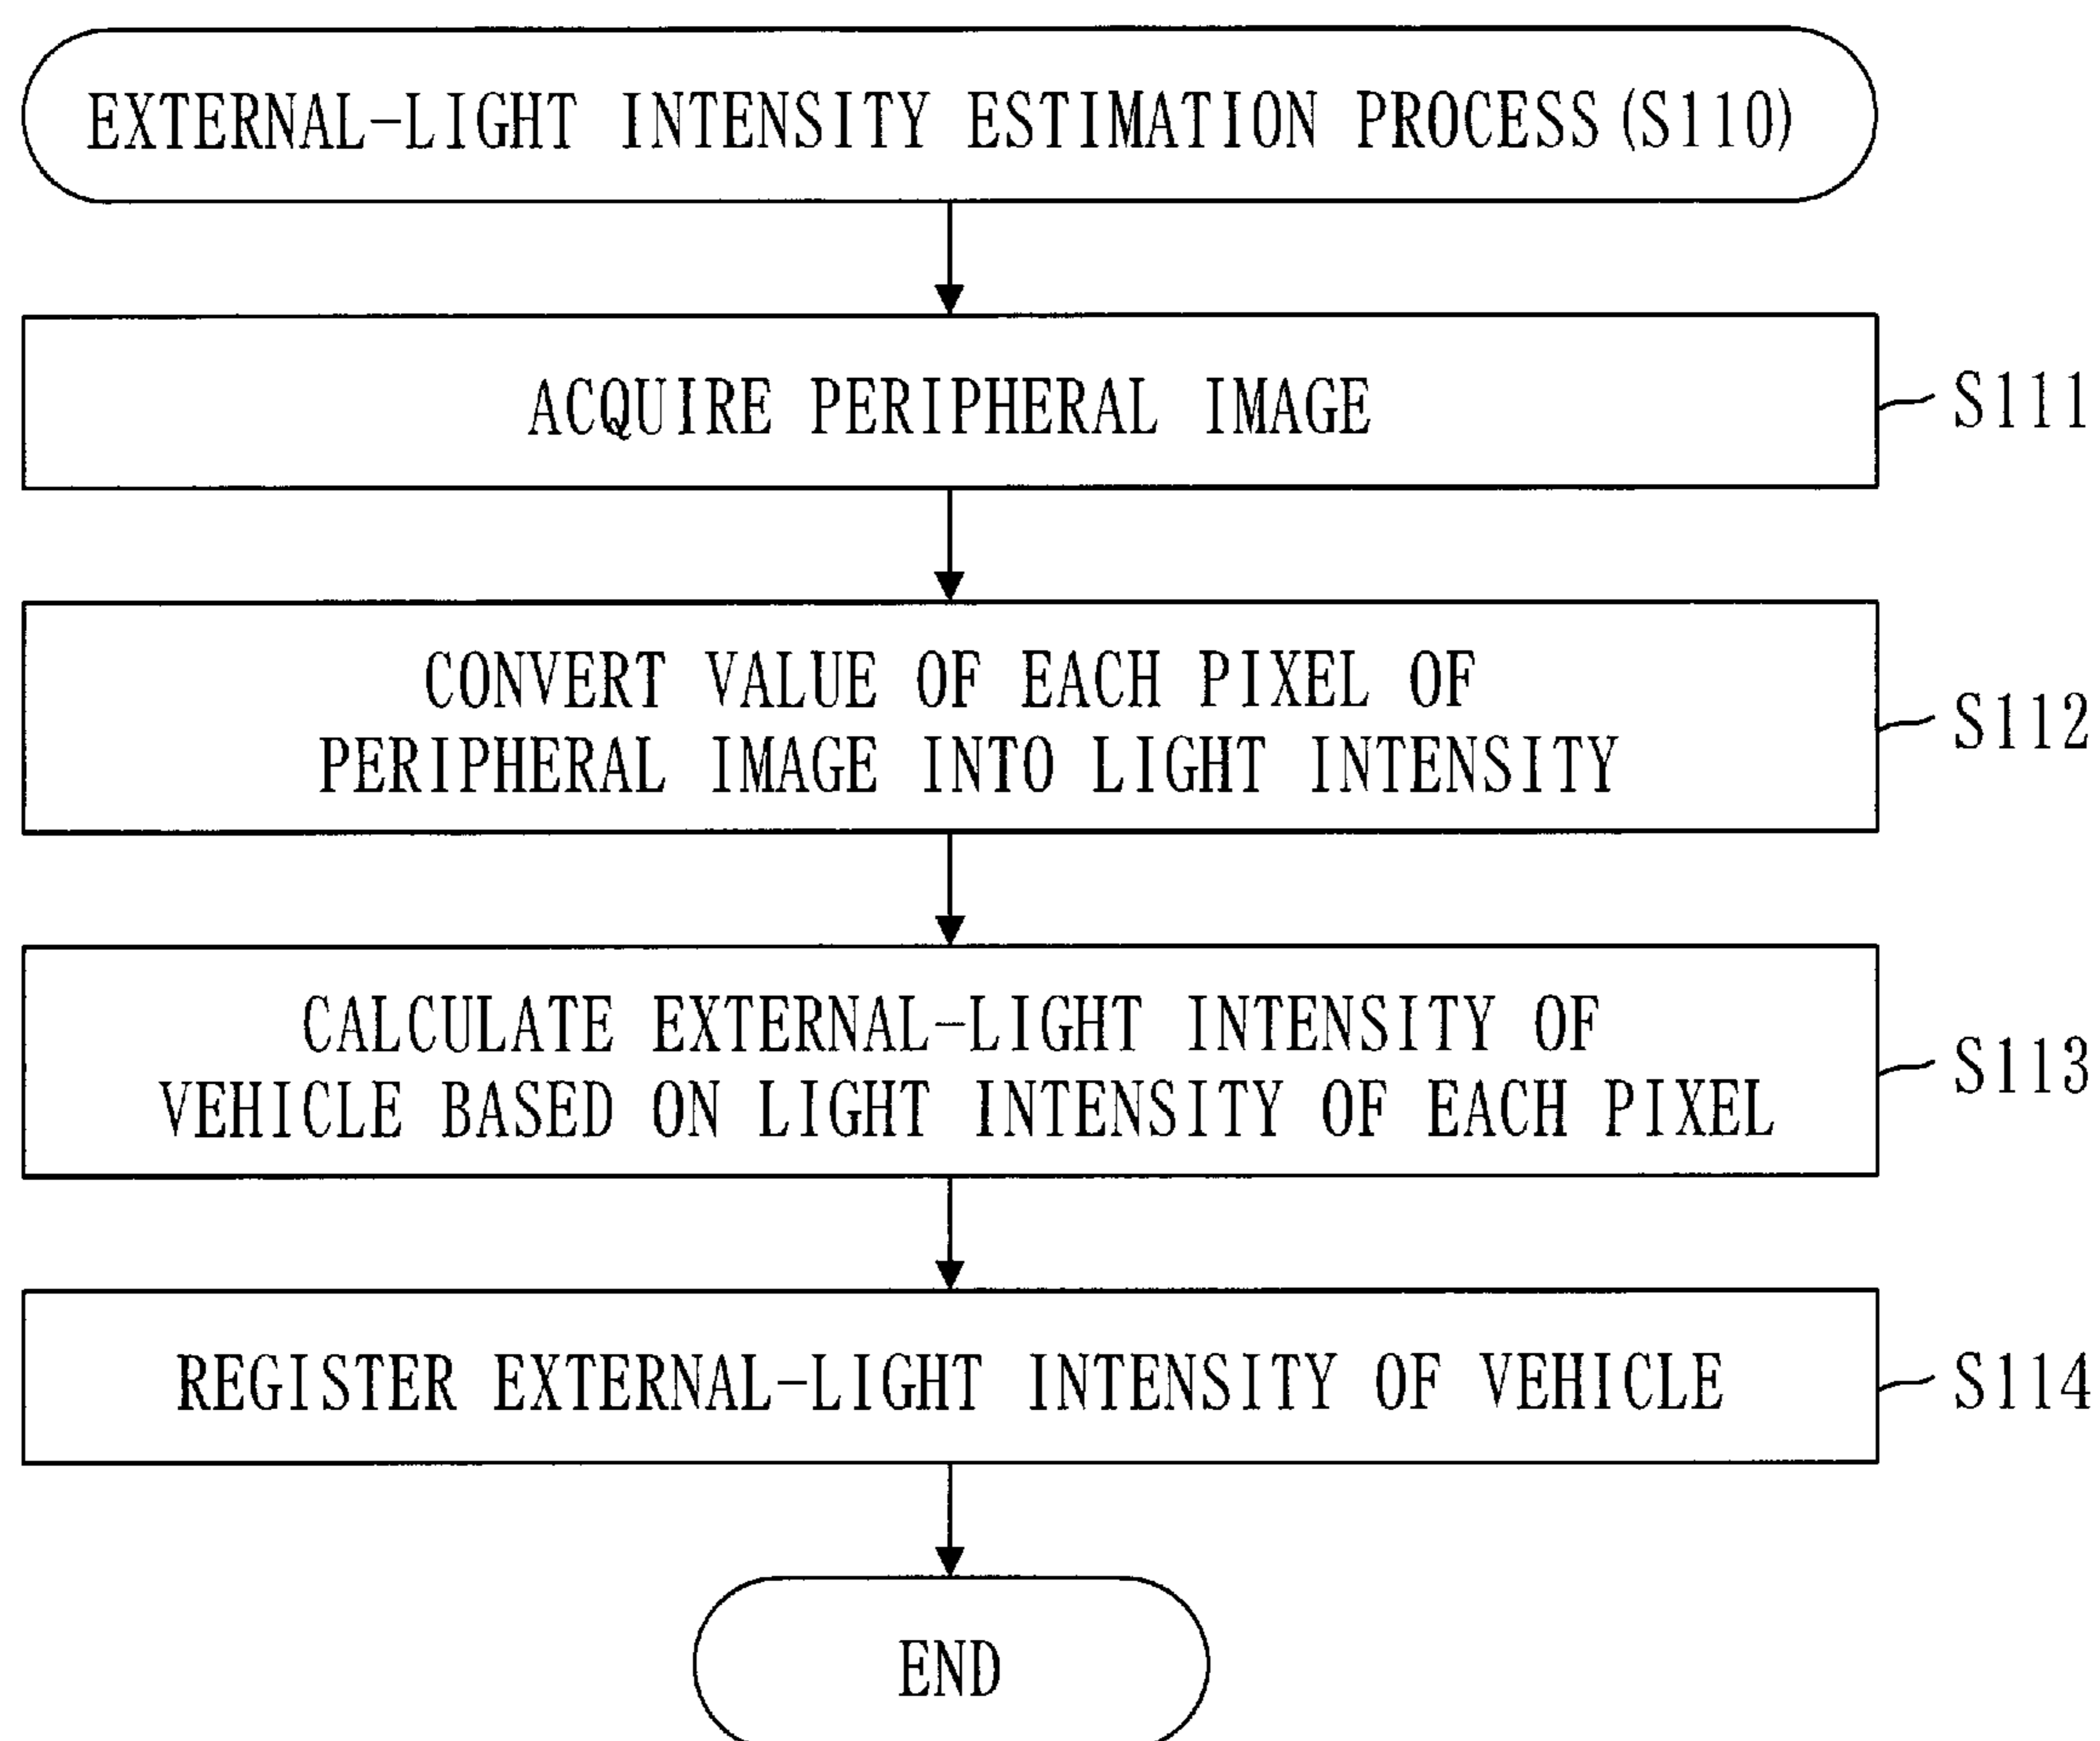 EXTERNAL-LIGHT INTENSITY ESTIMATION PROCESS(S110)
ACQUIRE PERIPHERAL IMAGE
S111
CONVERT VALUE OF EACH PIXEL OF
PERIPHERAL IMAGE INTO LIGHT INTENSITY
S112
CALCULATE EXTERNAL-LIGHT INTENSITY OF
VEHICLE BASED ON LIGHT INTENSITY OF EACH PIXEL
S113
REGISTER EXTERNAL-LIGHT INTENSITY OF VEHICLE
S114
END